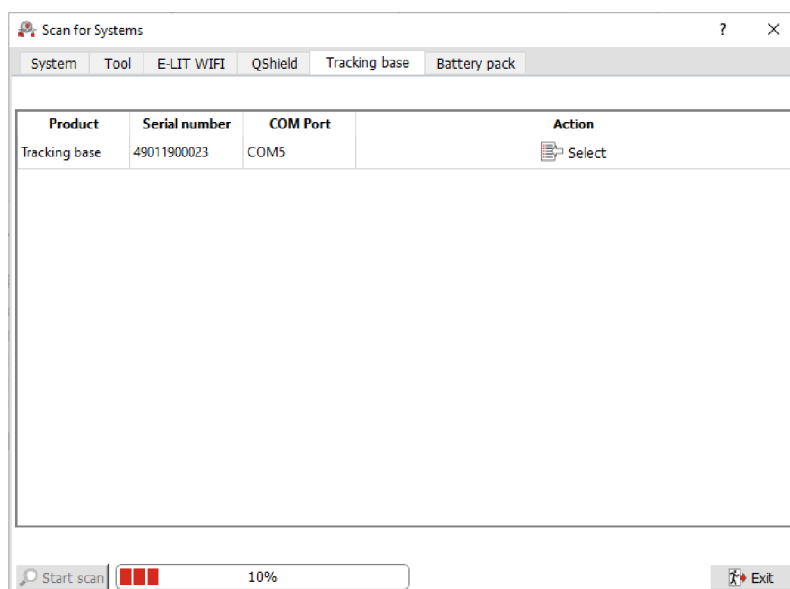 Scan for Systems ?
System Tool E-LIT WIFI QShield Tracking base Battery pack
Product Serial number COM Port Action
Tracking base 49011900023 COM5 Select
Start scan 10% Exit